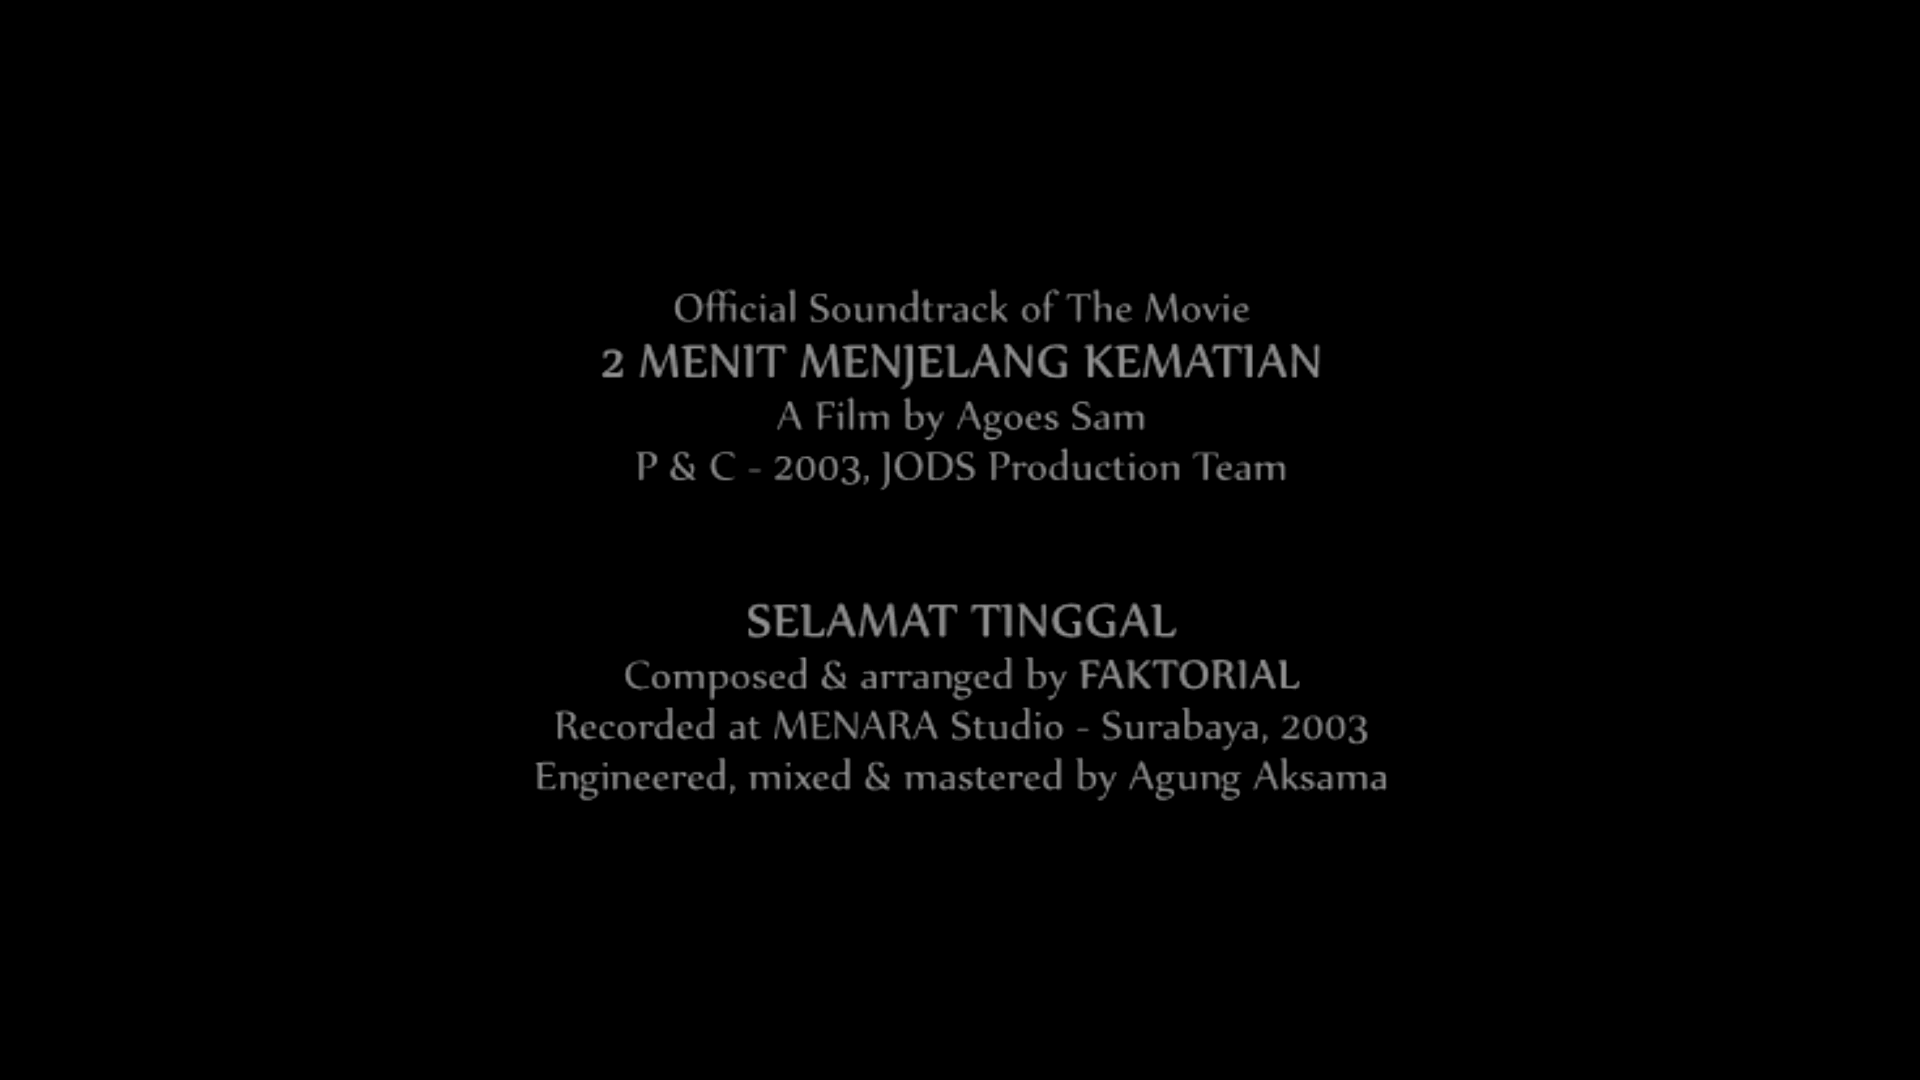 Official Soundtrack of The Movie
2 MENIT MENJELANG KEMATIAN
A Film by Agoes Sam
P & C - 2003, JODS Production Team
SELAMAT TINGGAL
Composed & arranged by FAKTORIAL
Recorded at MENARA Studio - Surabaya, 2003
Engineered, mixed & mastered by Agung Aksama